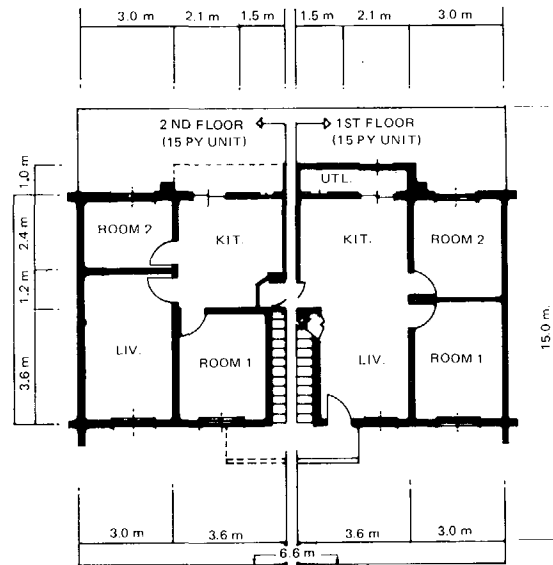 3.0 m 2.1 m 1.5 m 1.5 m 2.1 m 3.0 m
2 ND FLOOR
(15 PY UNIT)
1ST FLOOR
(15 PY UNIT)
1.0 m
UTL.
2.4 m
ROOM 2
KIT.
KIT.
ROOM 2
1.2 m
15.0 m.
3.6 m
LIV.
ROOM 1
LIV.
ROOM 1
3.0 m 3.6 m 3.6 m 3.0 m
6.6 m